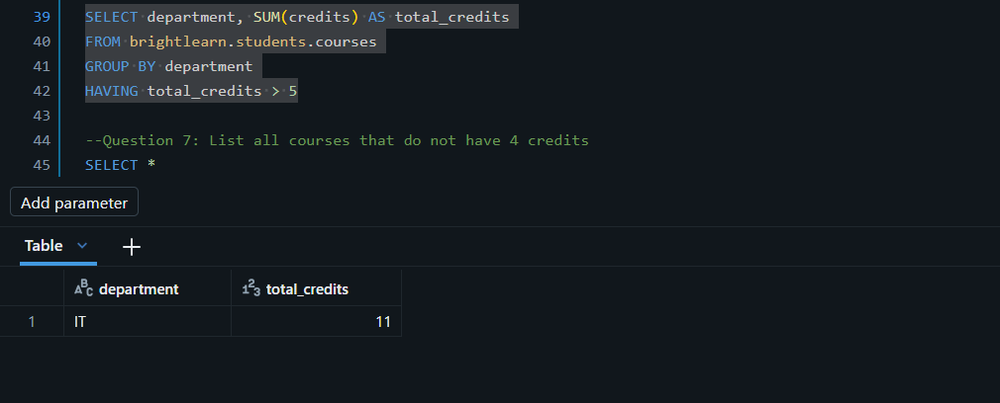 39 SELECT department, SUM(credits) AS total_credits
40 FROM brightlearn.students.courses
41 GROUP BY department
42 HAVING total_credits > 5
43
44 --Question 7: List all courses that do not have 4 credits
45 SELECT *
Add parameter
Table +
ABC department 123 total_credits
1 IT 11